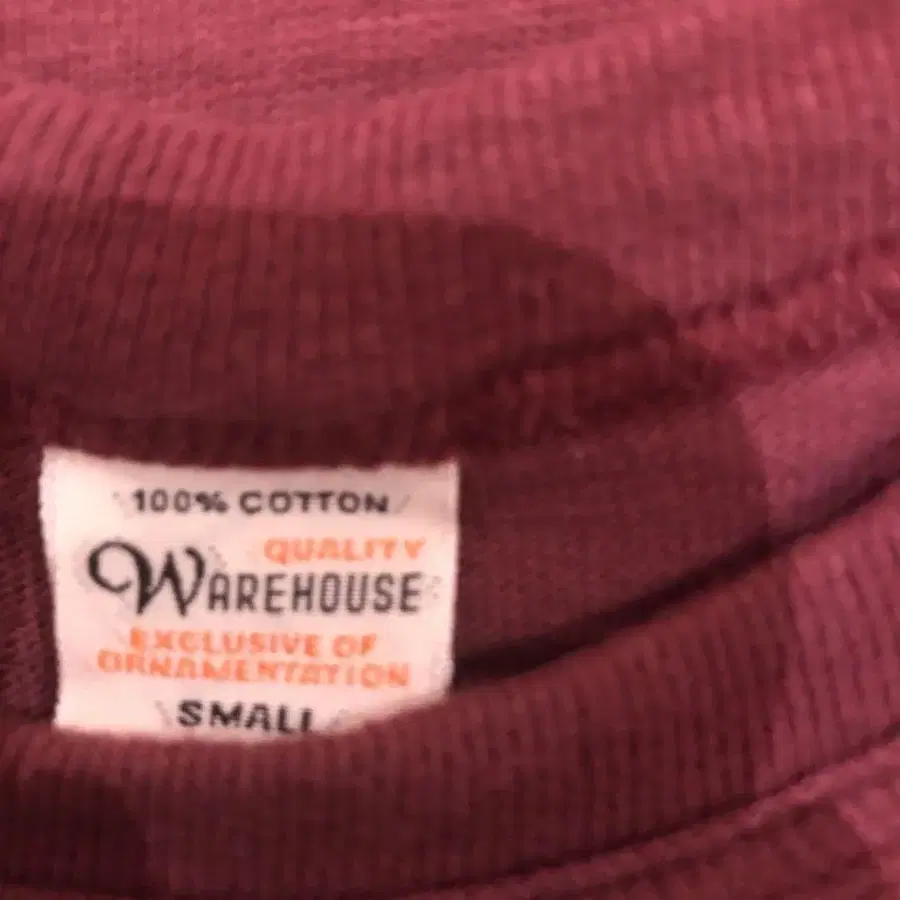 100% COTTON
QUALITY
WAREHOUSE
EXCLUSIVE OF
ORNAMENTATION
SMALL